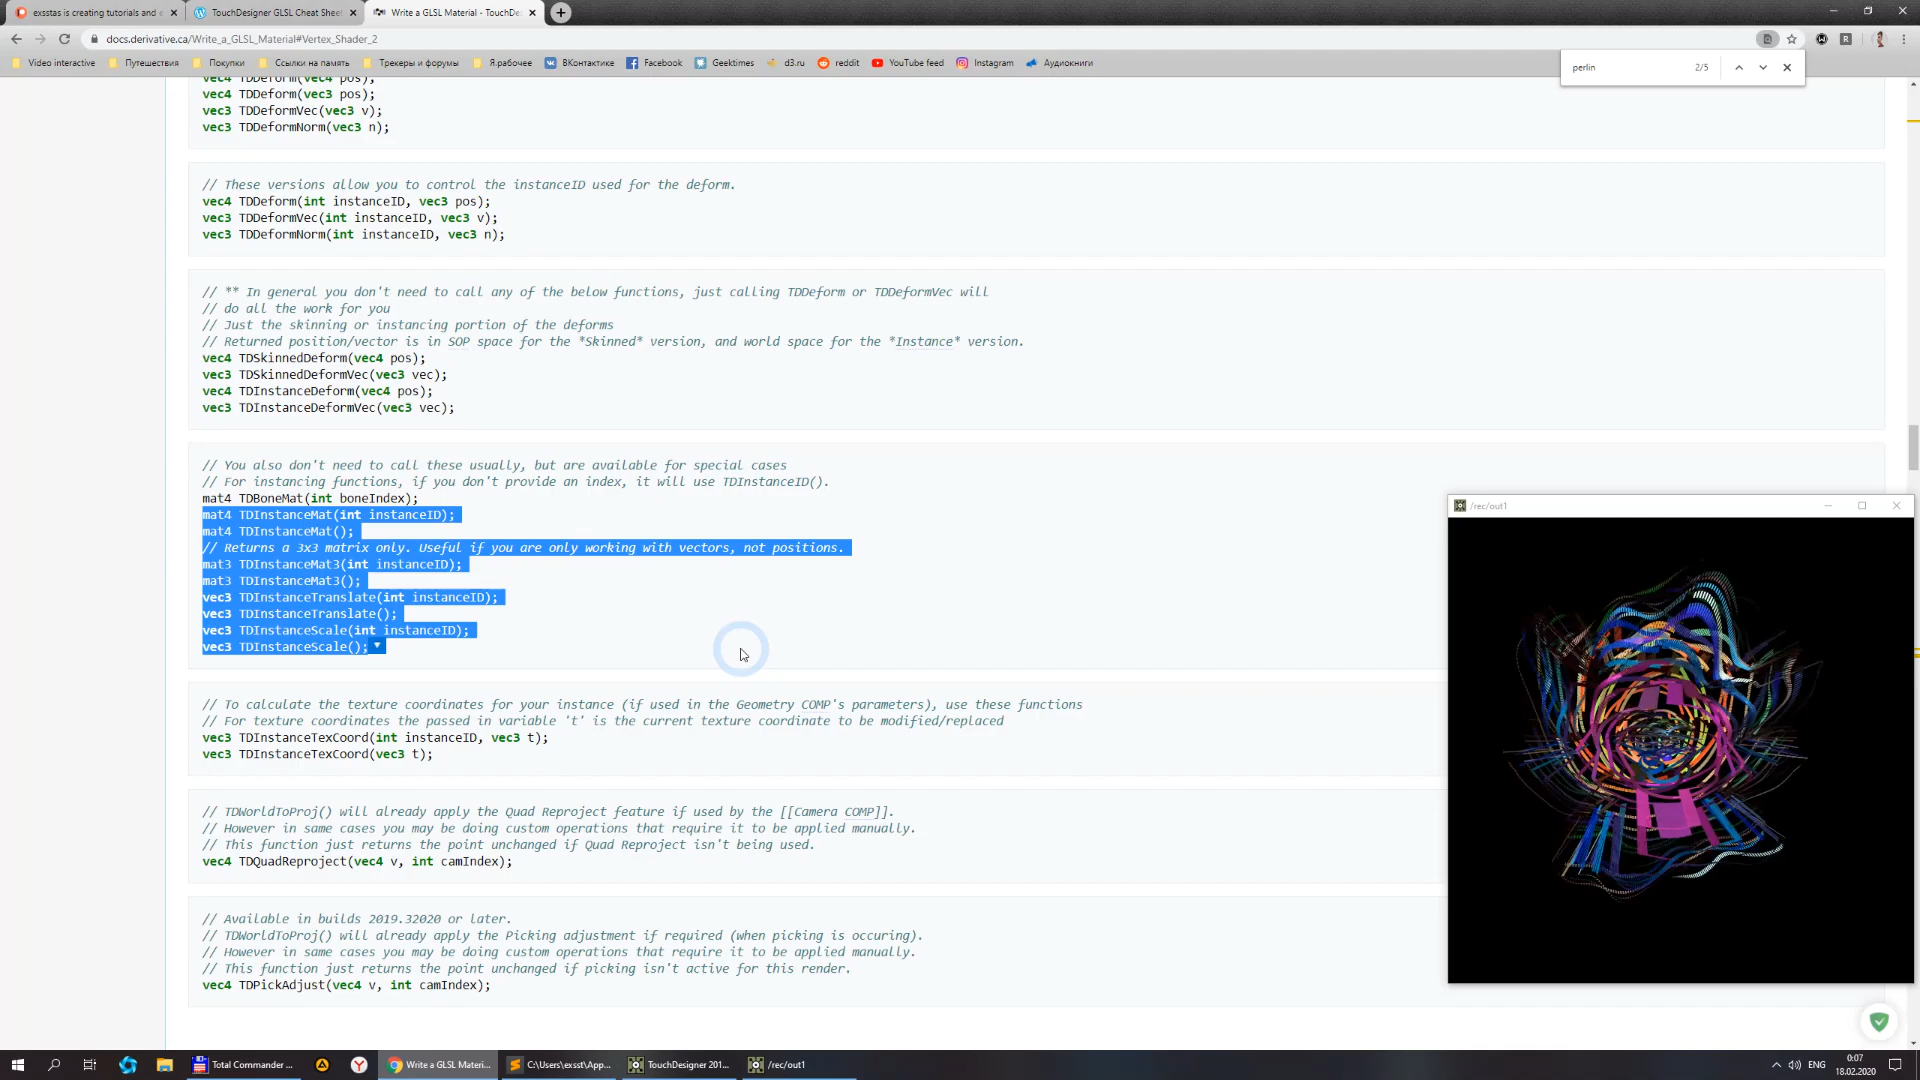 exsstas is creating tutorials and e
TouchDesigner GLSL Cheat Sheet
Write a GLSL Material - TouchDe
docs.derivative.ca/Write_a_GLSL_Material#Vertex_Shader_2
Video interactive
Путешествия
Покупки
Ссылки на память
Трекеры и форумы
Я.рабочее
ВКонтактике
Facebook
Geektimes
d3.ru
reddit
YouTube feed
Instagram
Аудиокниги
perlin
2/5
vec4 TDDeform(vec4 pos);
vec4 TDDeform(vec3 pos);
vec3 TDDeformVec(vec3 v);
vec3 TDDeformNorm(vec3 n);
// These versions allow you to control the instanceID used for the deform.
vec4 TDDeform(int instanceID, vec3 pos);
vec3 TDDeformVec(int instanceID, vec3 v);
vec3 TDDeformNorm(int instanceID, vec3 n);
// ** In general you don't need to call any of the below functions, just calling TDDeform or TDDeformVec will
// do all the work for you
// Just the skinning or instancing portion of the deforms
// Returned position/vector is in SOP space for the *Skinned* version, and world space for the *Instance* version.
vec4 TDSkinnedDeform(vec4 pos);
vec3 TDSkinnedDeformVec(vec3 vec);
vec4 TDInstanceDeform(vec4 pos);
vec3 TDInstanceDeformVec(vec3 vec);
// You also don't need to call these usually, but are available for special cases
// For instancing functions, if you don't provide an index, it will use TDInstanceID().
mat4 TDBoneMat(int boneIndex);
mat4 TDInstanceMat(int instanceID);
mat4 TDInstanceMat();
// Returns a 3x3 matrix only. Useful if you are only working with vectors, not positions.
mat3 TDInstanceMat3(int instanceID);
mat3 TDInstanceMat3();
vec3 TDInstanceTranslate(int instanceID);
vec3 TDInstanceTranslate();
vec3 TDInstanceScale(int instanceID);
vec3 TDInstanceScale();
// To calculate the texture coordinates for your instance (if used in the Geometry COMP's parameters), use these functions
// For texture coordinates the passed in variable 't' is the current texture coordinate to be modified/replaced
vec3 TDInstanceTexCoord(int instanceID, vec3 t);
vec3 TDInstanceTexCoord(vec3 t);
// TDWorldToProj() will already apply the Quad Reproject feature if used by the [[Camera COMP]].
// However in same cases you may be doing custom operations that require it to be applied manually.
// This function just returns the point unchanged if Quad Reproject isn't being used.
vec4 TDQuadReproject(vec4 v, int camIndex);
// Available in builds 2019.32020 or later.
// TDWorldToProj() will already apply the Picking adjustment if required (when picking is occuring).
// However in same cases you may be doing custom operations that require it to be applied manually.
// This function just returns the point unchanged if picking isn't active for this render.
vec4 TDPickAdjust(vec4 v, int camIndex);
/rec/out1
Total Commander ...
Write a GLSL Materi...
C:\Users\exsst\App...
TouchDesigner 201...
/rec/out1
ENG
0:07
18.02.2020